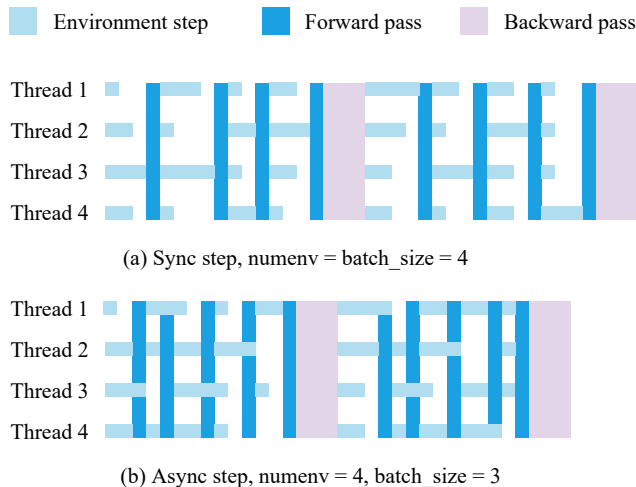 Environment step Forward pass Backward pass
Thread 1
Thread 2
Thread 3
Thread 4
(a) Sync step, numenv = batch_size = 4
Thread 1
Thread 2
Thread 3
Thread 4
(b) Async step, numenv = 4, batch_size = 3